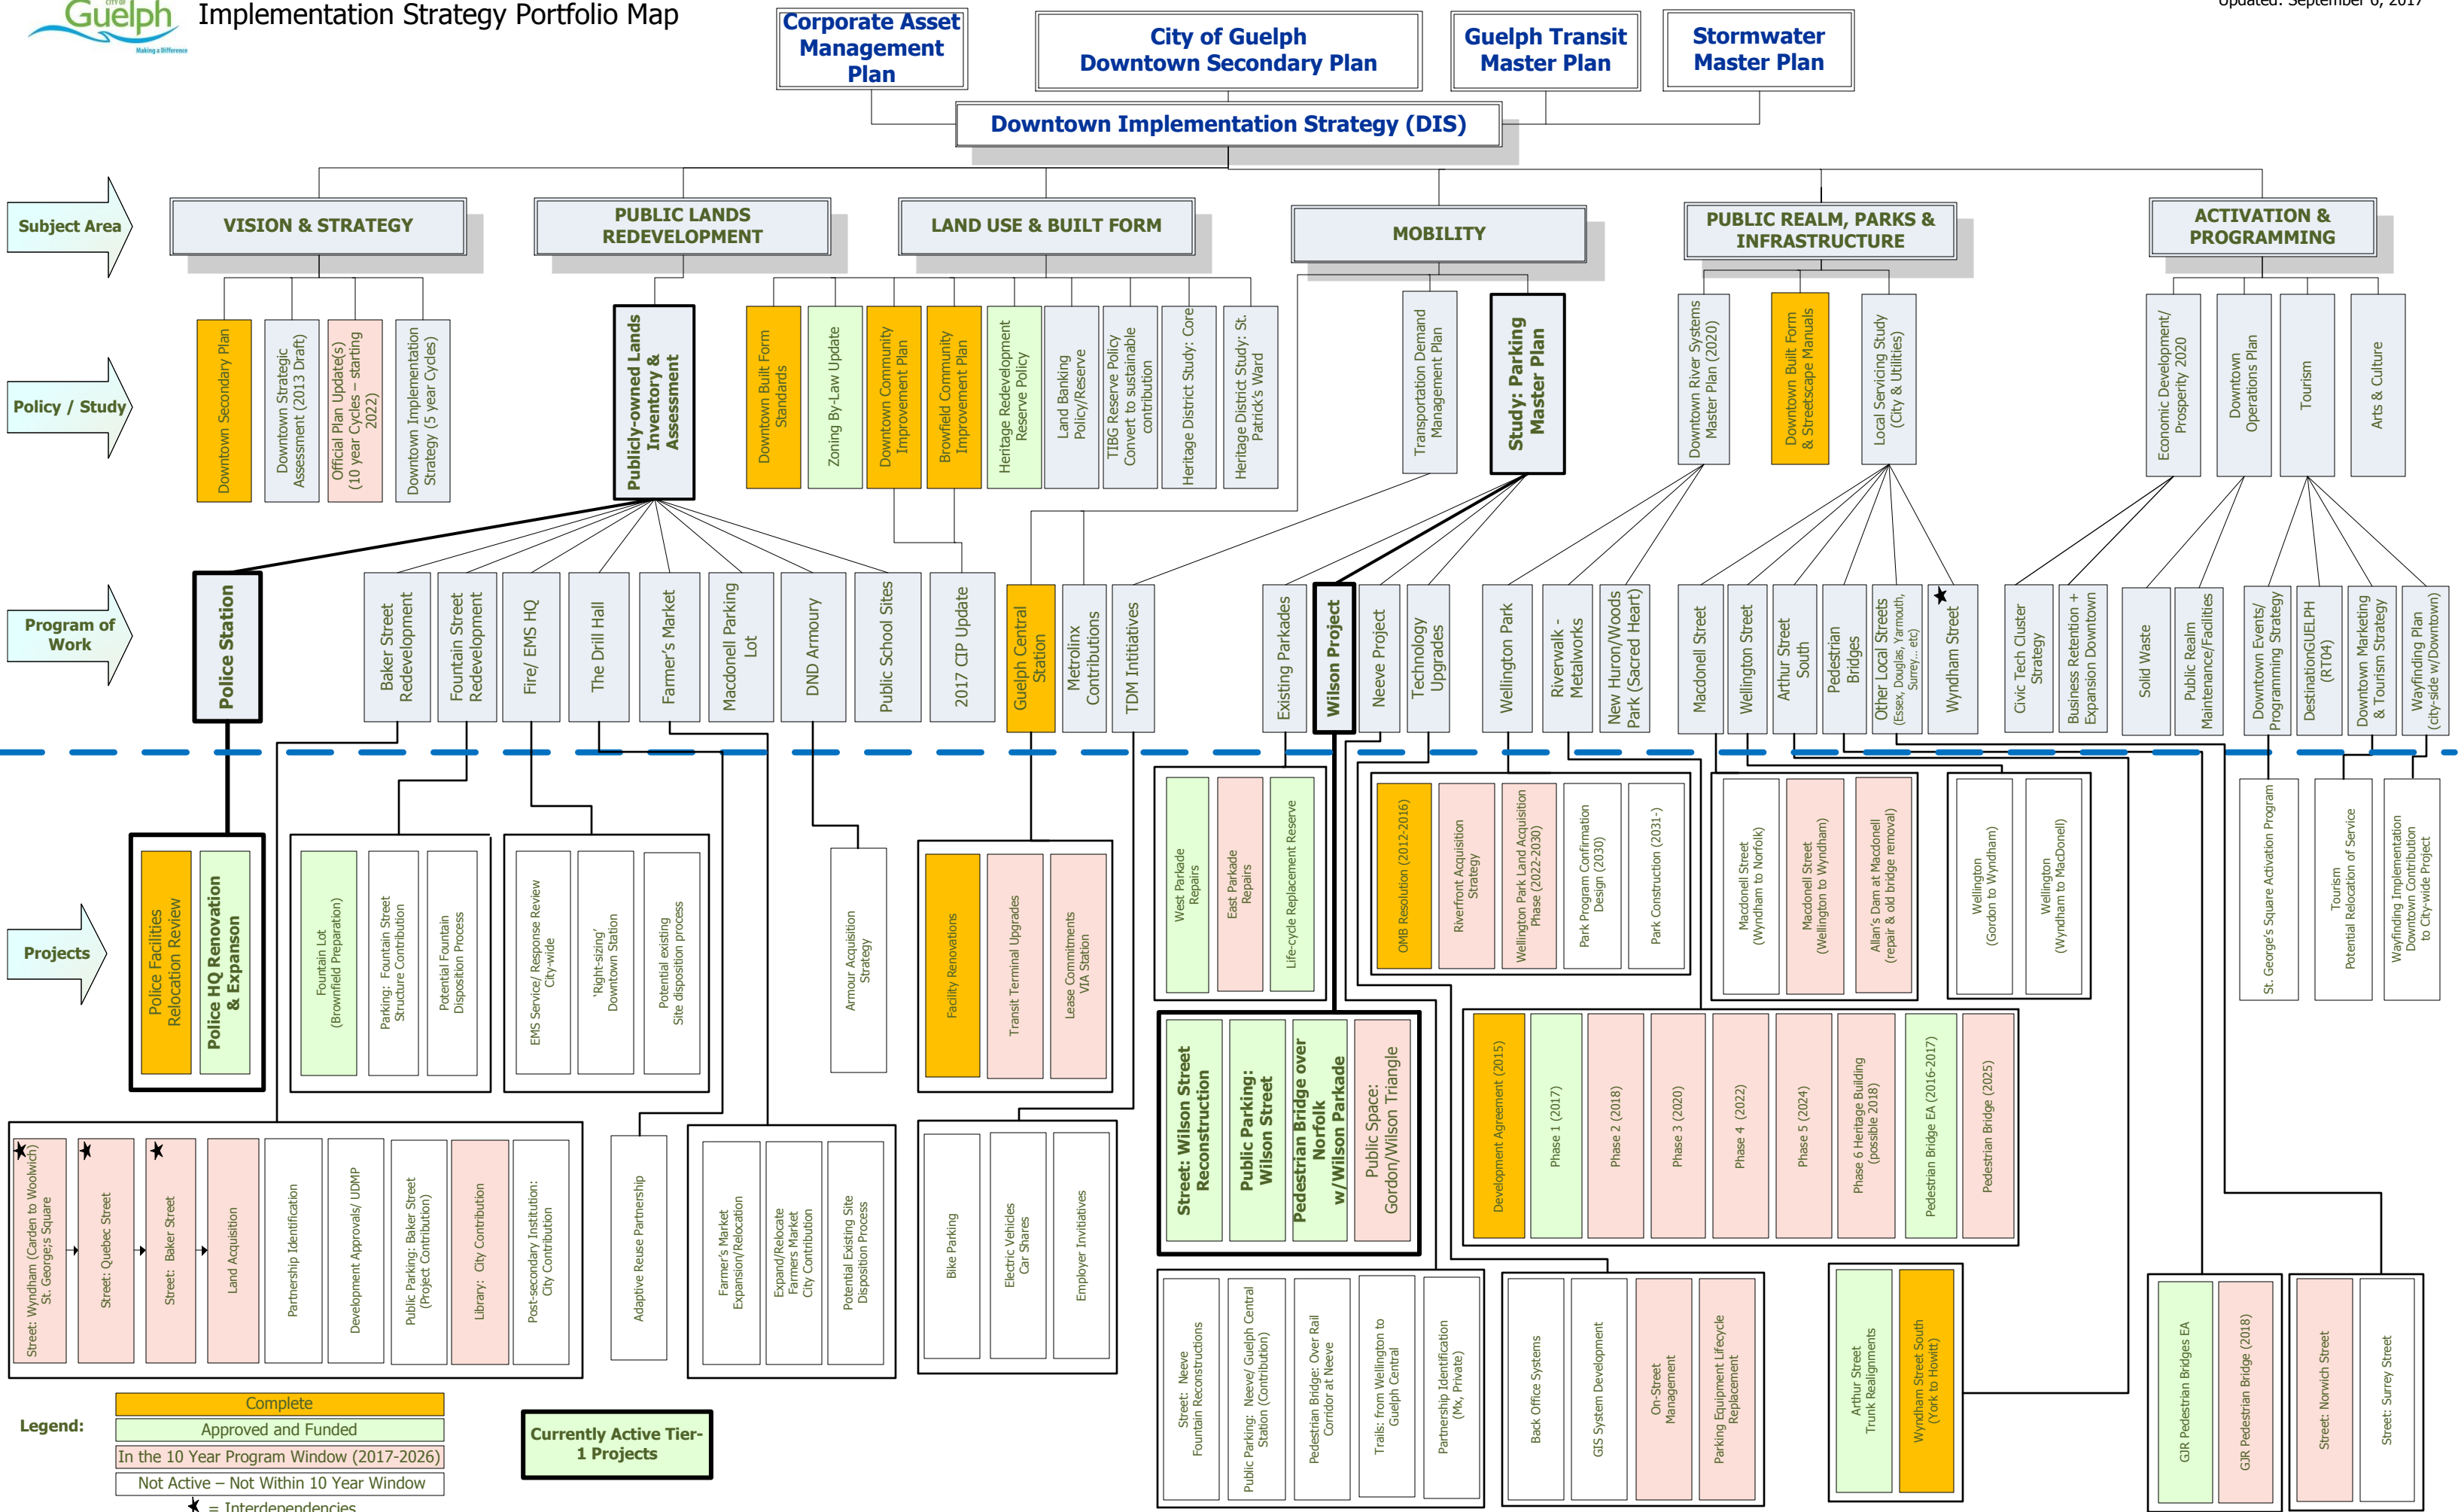 CITY OF
Guelph
Making a Difference
Implementation Strategy Portfolio Map
Updated: September 6, 2017
Corporate Asset
Management
Plan
City of Guelph
Downtown Secondary Plan
Guelph Transit
Master Plan
Stormwater
Master Plan
Downtown Implementation Strategy (DIS)
Subject Area
VISION & STRATEGY
PUBLIC LANDS
REDEVELOPMENT
LAND USE & BUILT FORM
MOBILITY
PUBLIC REALM, PARKS &
INFRASTRUCTURE
ACTIVATION &
PROGRAMMING
Policy / Study
Downtown Secondary Plan
Downtown Strategic
Assessment (2013 Draft)
Official Plan Update(s)
(10 year Cycles – starting
2022)
Downtown Implementation
Strategy (5 year Cycles)
Publicly-owned Lands
Inventory &
Assessment
Downtown Built Form
Standards
Zoning By-Law Update
Downtown Community
Improvement Plan
Browfield Community
Improvement Plan
Heritage Redevelopment
Reserve Policy
Land Banking
Policy/Reserve
TIBG Reserve Policy
Convert to sustainable
contribution
Heritage District Study: Core
Heritage District Study: St.
Patrick's Ward
Transportation Demand
Management Plan
Study: Parking
Master Plan
Downtown River Systems
Master Plan (2020)
Downtown Built Form
& Streetscape Manuals
Local Servicing Study
(City & Utilities)
Economic Development/
Prosperity 2020
Downtown
Operations Plan
Tourism
Arts & Culture
Program of
Work
Police Station
Baker Street
Redevelopment
Fountain Street
Redevelopment
Fire/ EMS HQ
The Drill Hall
Farmer's Market
Macdonell Parking
Lot
DND Armoury
Public School Sites
2017 CIP Update
Guelph Central
Station
Metrolinx
Contributions
TDM Intitiatives
Existing Parkades
Wilson Project
Neeve Project
Technology
Upgrades
Wellington Park
Riverwalk -
Metalworks
New Huron/Woods
Park (Sacred Heart)
Macdonell Street
Wellington Street
Arthur Street
South
Pedestrian
Bridges
Other Local Streets
(Essex, Douglas, Yarmouth,
Surrey... etc)
Wyndham Street
Civic Tech Cluster
Strategy
Business Retention +
Expansion Downtown
Solid Waste
Public Realm
Maintenance/Facilities
Downtown Events/
Programming Strategy
DestinationGUELPH
(RT04)
Downtown Marketing
& Tourism Strategy
Wayfinding Plan
(city-side w/Downtown)
Projects
Police Facilities
Relocation Review
Police HQ Renovation
& Expanson
Fountain Lot
(Brownfield Preparation)
Parking: Fountain Street
Structure Contribution
Potential Fountain
Disposition Process
EMS Service/ Response Review
City-wide
'Right-sizing'
Downtown Station
Potential existing
Site disposition process
Armour Acquisition
Strategy
Facility Renovations
Transit Terminal Upgrades
Lease Commitments
VIA Station
West Parkade
Repairs
East Parkade
Repairs
Life-cycle Replacement Reserve
OMB Resolution (2012-2016)
Riverfront Acquisition
Strategy
Wellington Park Land Acquisition
Phase (2022-2030)
Park Program Confirmation
Design (2030)
Park Construction (2031-)
Macdonell Street
(Wyndham to Norfolk)
Macdonell Street
(Wellington to Wyndham)
Allan's Dam at Macdonell
(repair & old bridge removal)
Wellington
(Gordon to Wyndham)
Wellington
(Wyndham to MacDonell)
St. George's Square Activation Program
Tourism
Potential Relocation of Service
Wayfinding Implementation
Downtown Contribution
to City-wide Project
Street: Wilson Street
Reconstruction
Public Parking:
Wilson Street
Pedestrian Bridge over
Norfolk
w/Wilson Parkade
Public Space:
Gordon/Wilson Triangle
Development Agreement (2015)
Phase 1 (2017)
Phase 2 (2018)
Phase 3 (2020)
Phase 4 (2022)
Phase 5 (2024)
Phase 6 Heritage Building
(possible 2018)
Pedestrian Bridge EA (2016-2017)
Pedestrian Bridge (2025)
Street: Wyndham (Carden to Woolwich)
St. George;s Square
Street: Quebec Street
Street: Baker Street
Land Acquisition
Partnership Identification
Development Approvals/ UDMP
Public Parking: Baker Street
(Project Contribution)
Library: City Contribution
Post-secondary Institution:
City Contribution
Adaptive Reuse Partnership
Farmer's Market
Expansion/Relocation
Expand/Relocate
Farmers Market
City Contribution
Potential Existing Site
Disposition Process
Bike Parking
Electric Vehicles
Car Shares
Employer Invitiatives
Street: Neeve
Fountain Reconstructions
Public Parking: Neeve/ Guelph Central
Station (Contribution)
Pedestrian Bridge: Over Rail
Corridor at Neeve
Trails: from Wellington to
Guelph Central
Partnership Identification
(Mx, Private)
Back Office Systems
GIS System Development
On-Street
Management
Parking Equipment Lifecycle
Replacement
Arthur Street
Trunk Realignments
Wyndham Street South
(York to Howitt)
GJR Pedestrian Bridges EA
GJR Pedestrian Bridge (2018)
Street: Norwich Street
Street: Surrey Street
Legend:
Complete
Approved and Funded
In the 10 Year Program Window (2017-2026)
Not Active – Not Within 10 Year Window
= Interdependencies
Currently Active Tier-
1 Projects